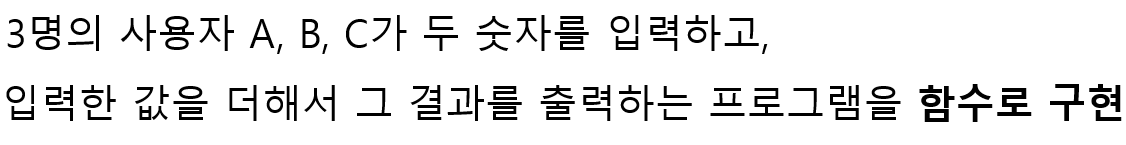 3명의 사용자 A, B, C가 두 숫자를 입력하고,
입력한 값을 더해서 그 결과를 출력하는 프로그램을 함수로 구현